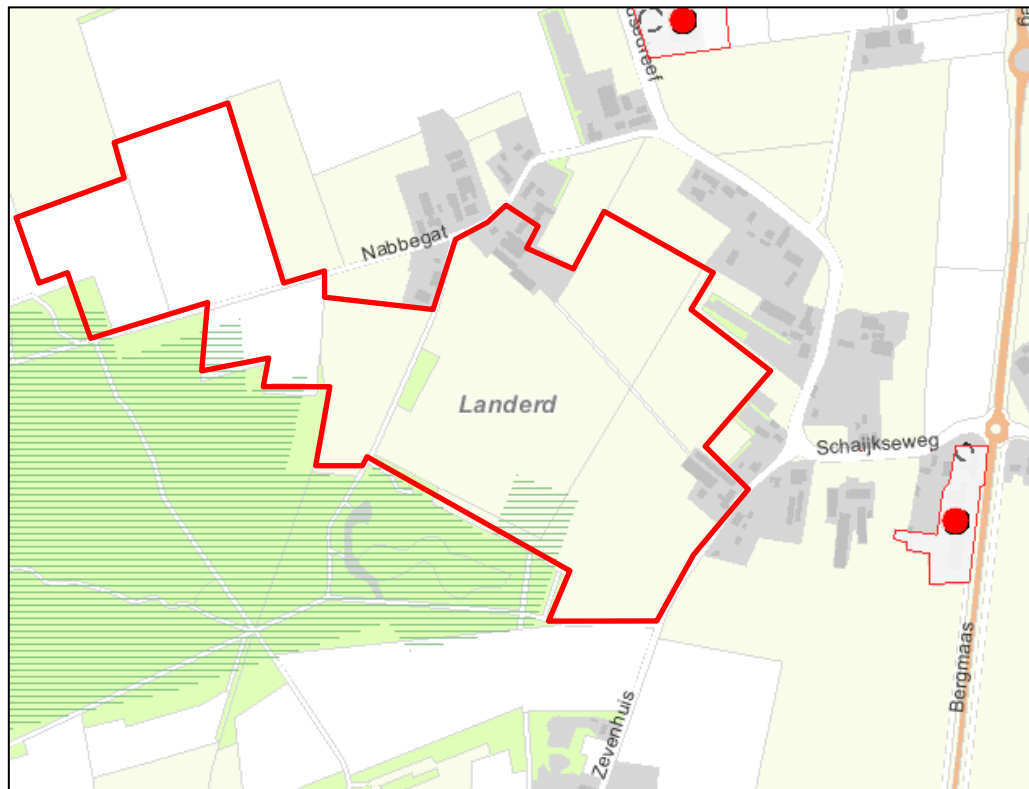 Nabbegat
Landerd
Schaijkseweg
Bergmaas
Zevenhuis